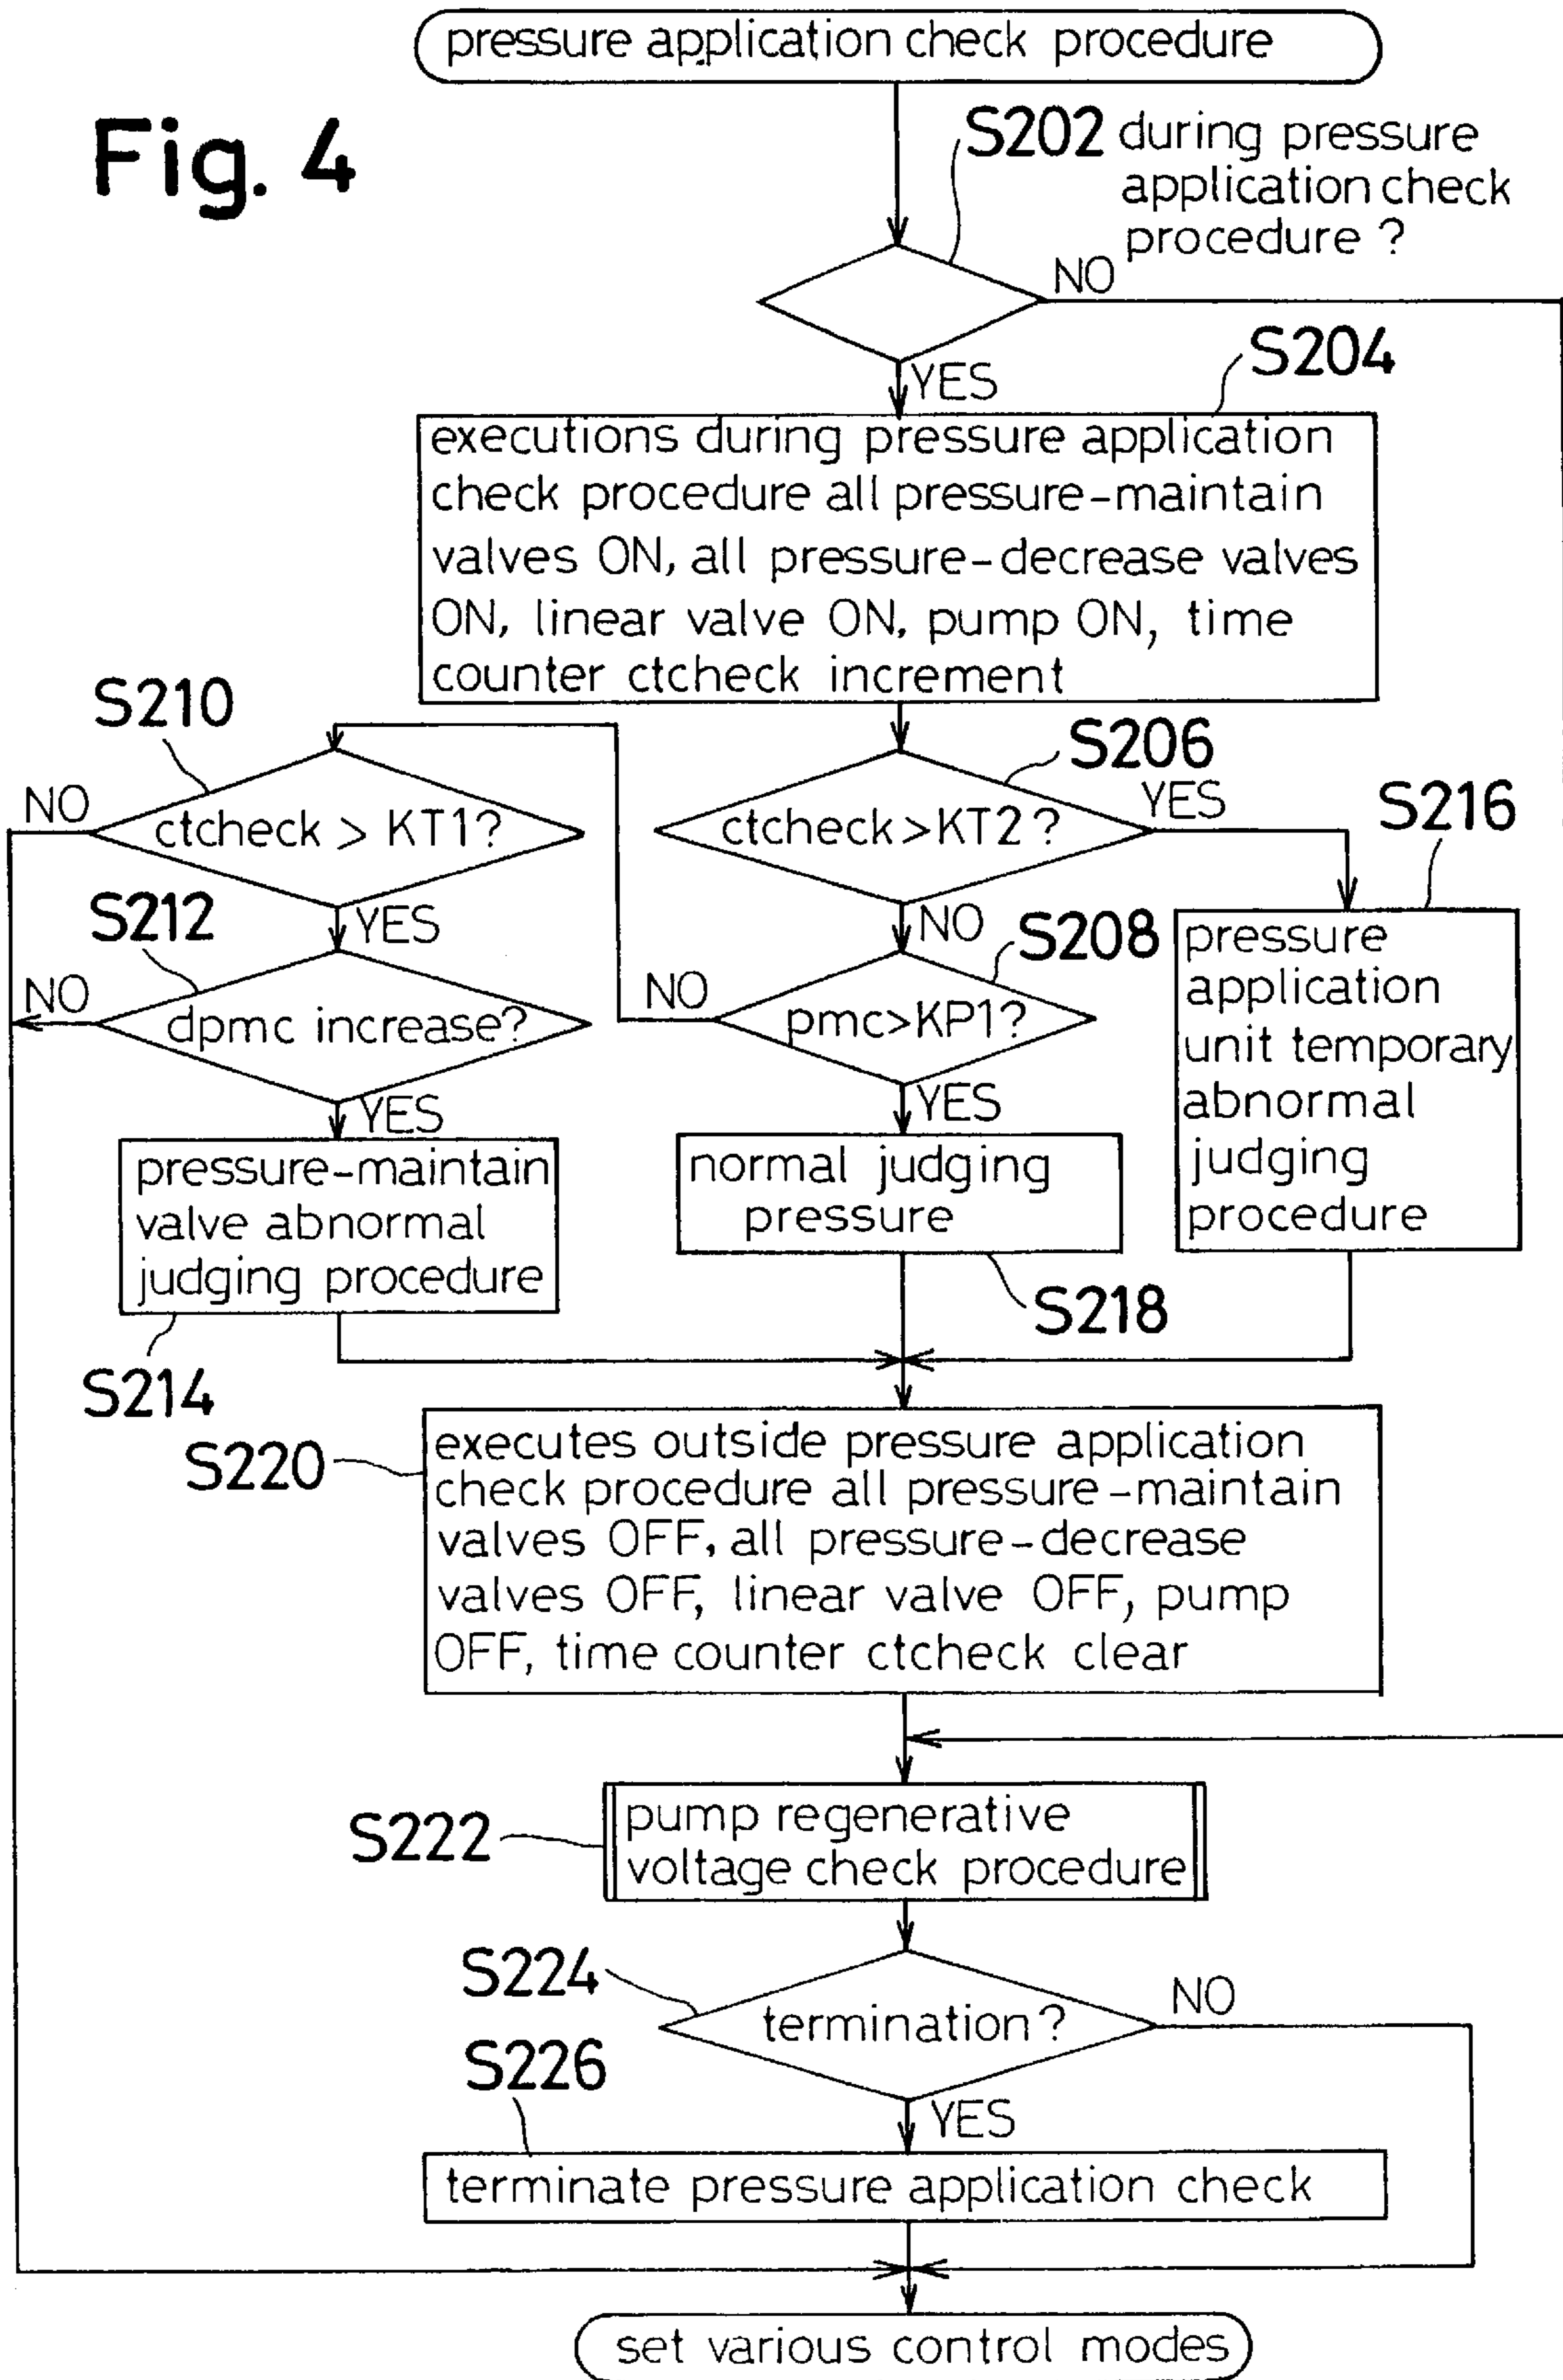 pressure application check procedure
Fig. 4
S202 during pressure
application check
procedure ?
NO
YES
S204
executions during pressure application
check procedure all pressure-maintain
valves ON, all pressure-decrease valves
ON, linear valve ON, pump ON, time
counter ctcheck increment
S210
ctcheck > KT1?
NO
YES
S206
ctcheck>KT2?
YES
NO
S216
pressure
application
unit temporary
abnormal
judging
procedure
S212
dpmc increase?
NO
YES
S208
pmc>KP1?
NO
YES
pressure-maintain
valve abnormal
judging procedure
S214
normal judging
pressure
S218
S220
executes outside pressure application
check procedure all pressure-maintain
valves OFF, all pressure-decrease
valves OFF, linear valve OFF, pump
OFF, time counter ctcheck clear
S222
pump regenerative
voltage check procedure
S224
termination?
NO
YES
S226
terminate pressure application check
set various control modes